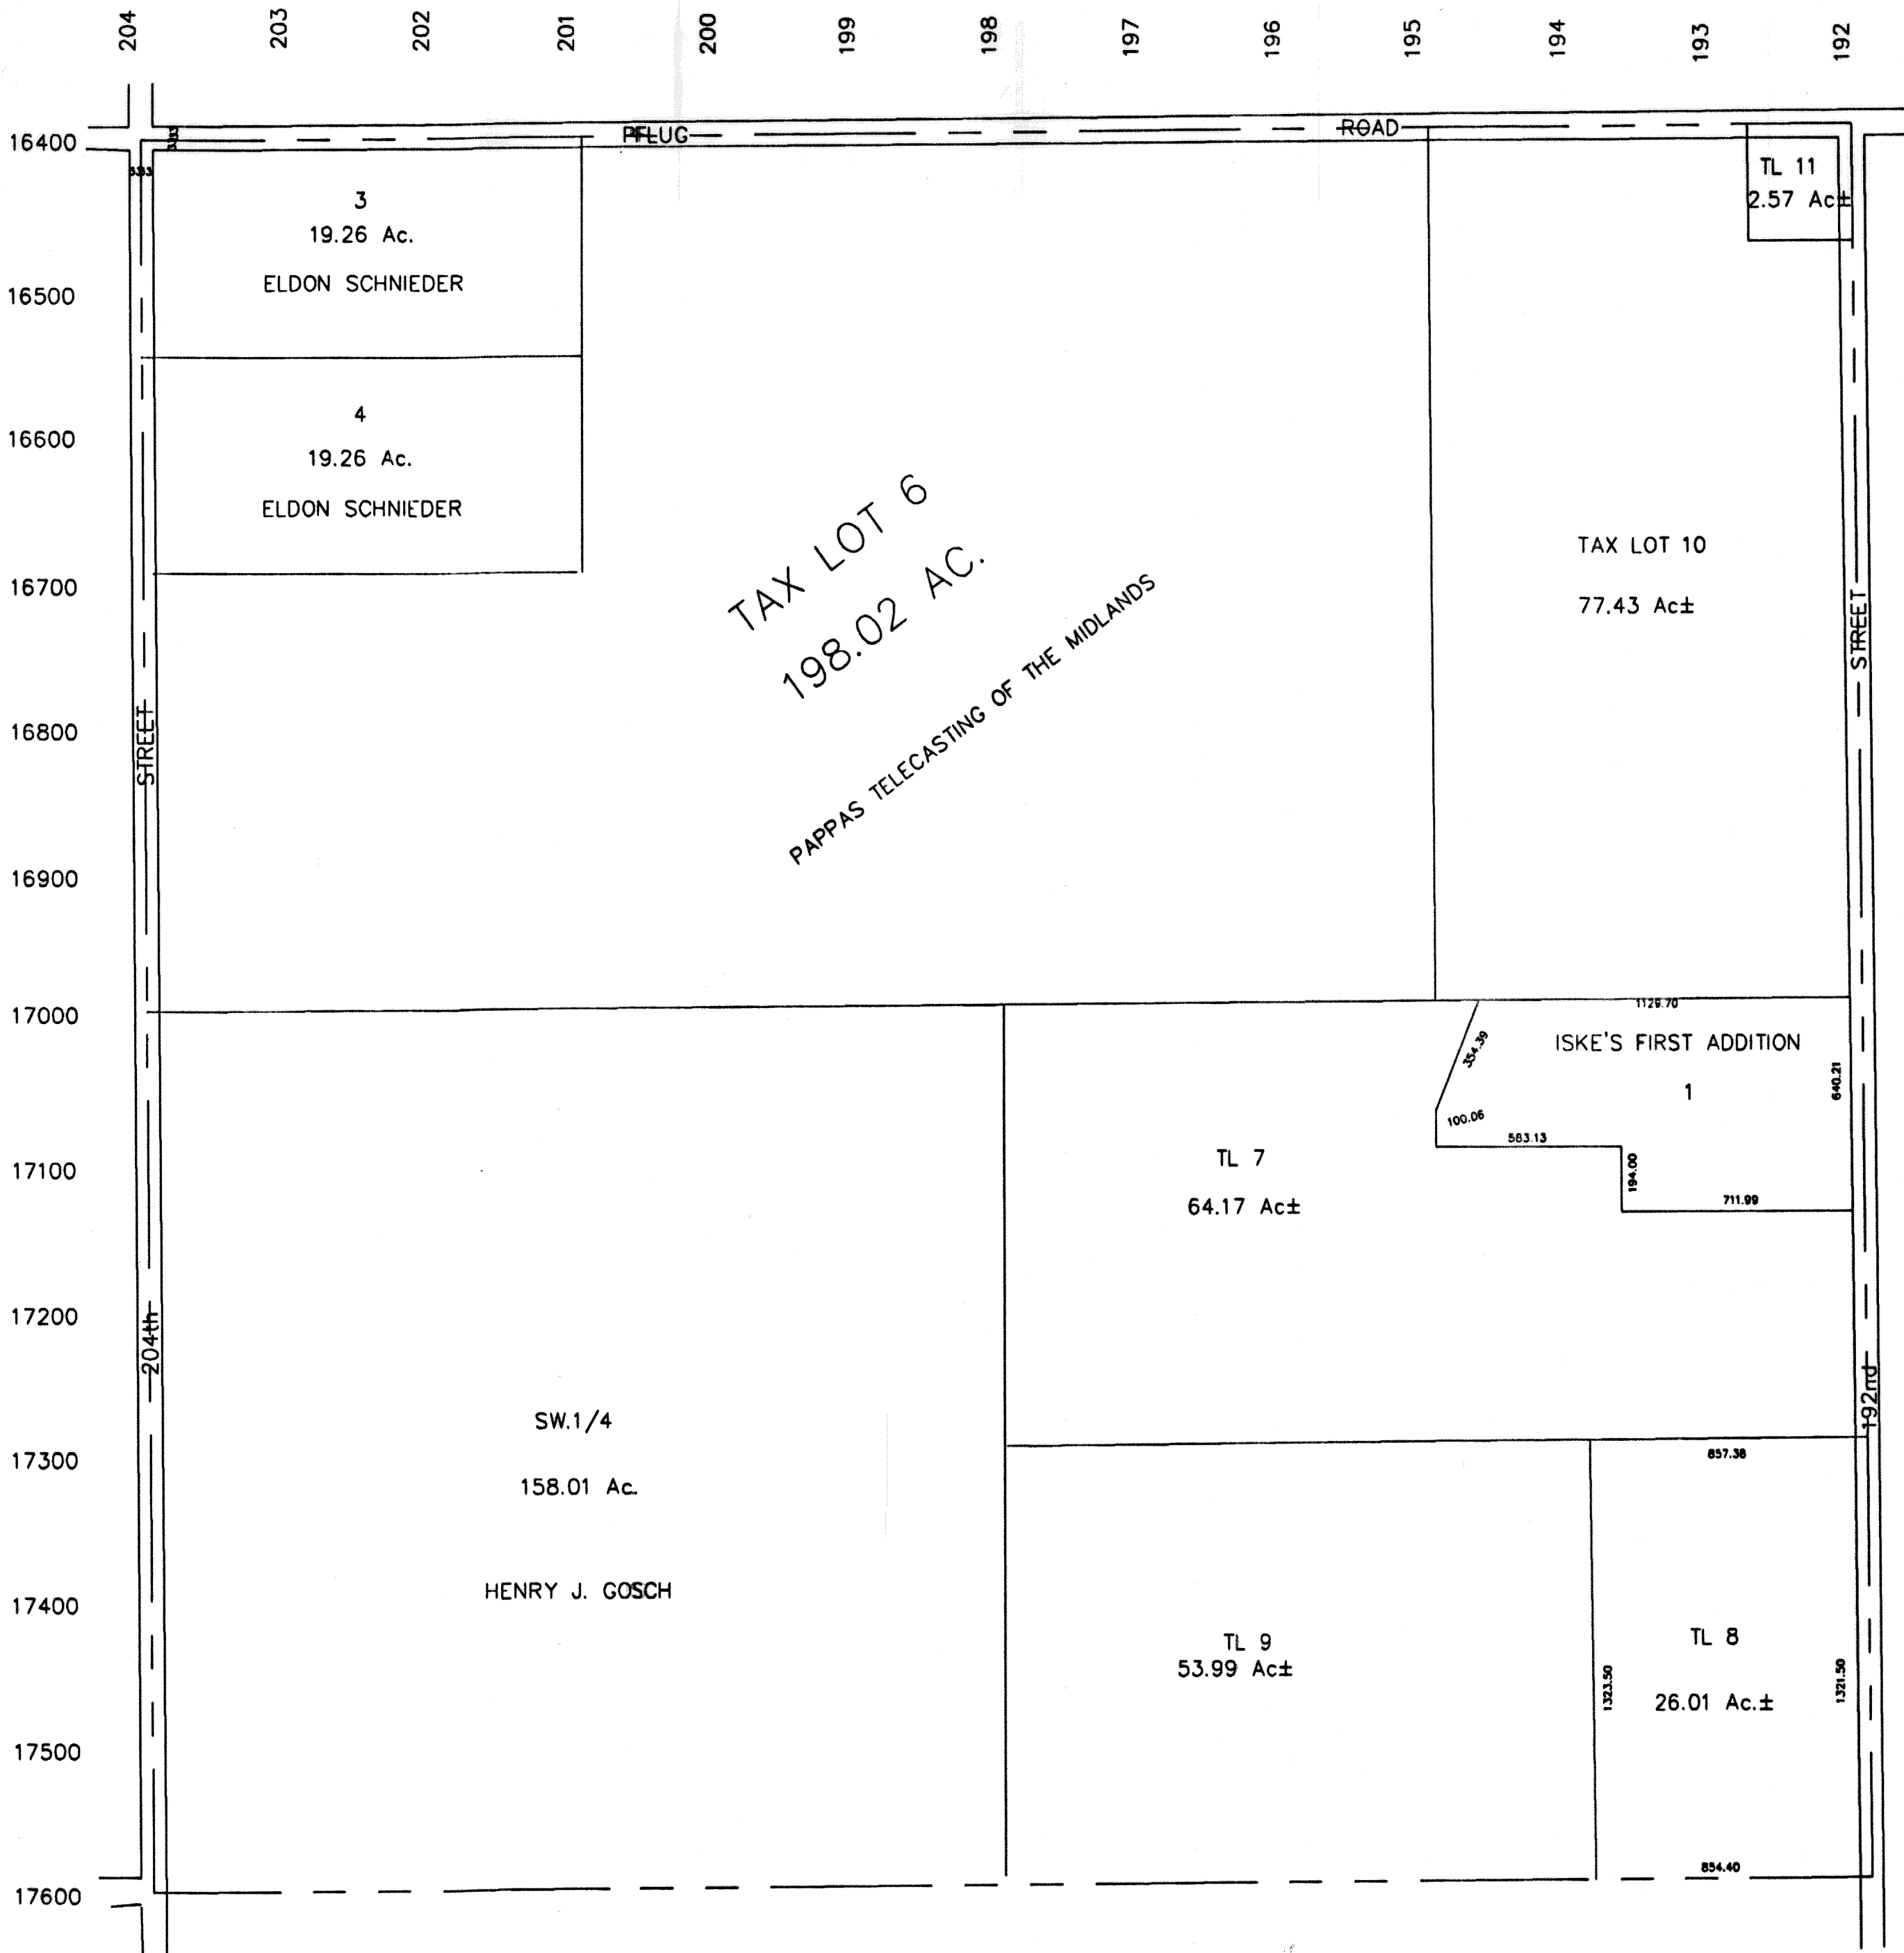 204
203
202
201
200
199
198
197
196
195
194
193
192
16400
16500
16600
16700
16800
16900
17000
17100
17200
17300
17400
17500
17600
PFLUG
ROAD
33
33
33
33
3
19.26 Ac.
ELDON SCHNIEDER
4
19.26 Ac.
ELDON SCHNIEDER
TL 11
2.57 Ac±
TAX LOT 6
198.02 AC.
PAPPAS TELECASTING OF THE MIDLANDS
TAX LOT 10
77.43 Ac±
STREET
STREET
1129.70
ISKE'S FIRST ADDITION
1
354.39
640.21
100.06
583.13
194.00
711.99
TL 7
64.17 Ac±
204th
192nd
SW.1/4
158.01 Ac.
HENRY J. GOSCH
857.38
TL 9
53.99 Ac±
TL 8
26.01 Ac.±
1323.50
1321.50
854.40